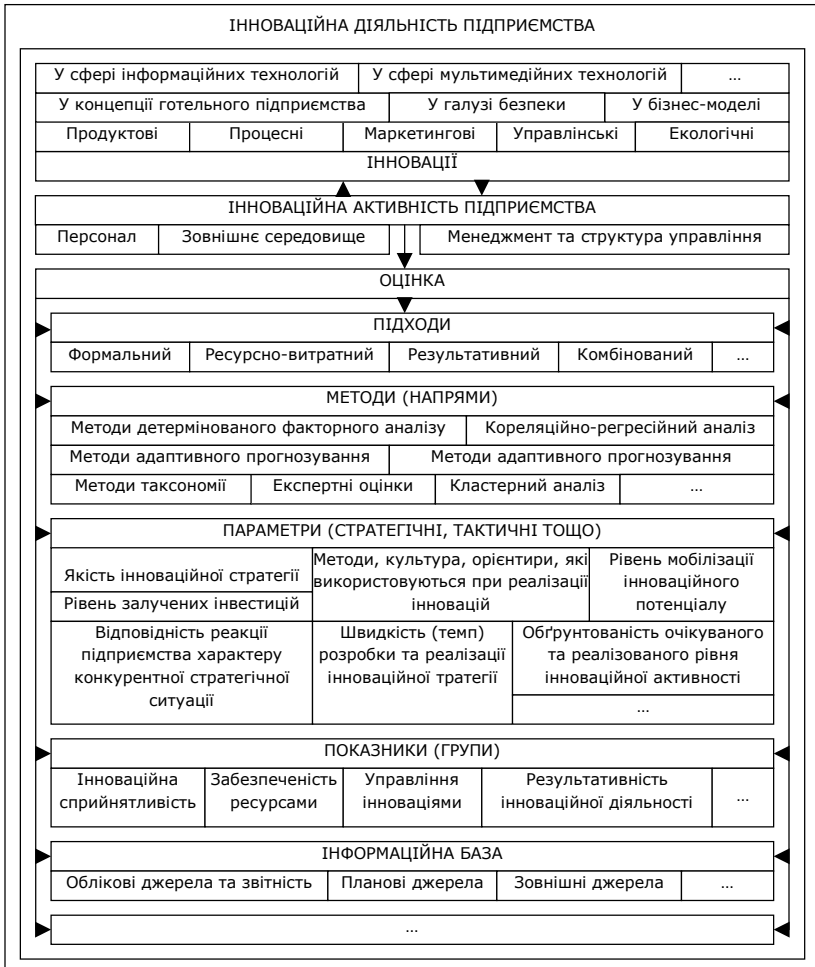 ІННОВАЦІЙНА ДІЯЛЬНІСТЬ ПІДПРИЄМСТВА
У сфері інформаційних технологій
У сфері мультимедійних технологій
...
У концепції готельного підприємства
У галузі безпеки
У бізнес-моделі
Продуктові
Процесні
Маркетингові
Управлінські
Екологічні
ІННОВАЦІЇ
ІННОВАЦІЙНА АКТИВНІСТЬ ПІДПРИЄМСТВА
Персонал
Зовнішнє середовище
Менеджмент та структура управління
ОЦІНКА
ПІДХОДИ
Формальний
Ресурсно-витратний
Результативний
Комбінований
...
МЕТОДИ (НАПРЯМИ)
Методи детермінованого факторного аналізу
Кореляційно-регресійний аналіз
Методи адаптивного прогнозування
Методи адаптивного прогнозування
Методи таксономії
Експертні оцінки
Кластерний аналіз
...
ПАРАМЕТРИ (СТРАТЕГІЧНІ, ТАКТИЧНІ ТОЩО)
Якість інноваційної стратегії
Рівень залучених інвестицій
Методи, культура, орієнтири, які
використовуються при реалізації
інновацій
Рівень мобілізації
інноваційного
потенціалу
Відповідність реакції
підприємства характеру
конкурентної стратегічної
ситуації
Швидкість (темп)
розробки та реалізації
інноваційної тратегії
Обґрунтованість очікуваного
та реалізованого рівня
інноваційної активності
...
ПОКАЗНИКИ (ГРУПИ)
Інноваційна
сприйнятливість
Забезпеченість
ресурсами
Управління
інноваціями
Результативність
інноваційної діяльності
...
ІНФОРМАЦІЙНА БАЗА
Облікові джерела та звітність
Планові джерела
Зовнішні джерела
...
...